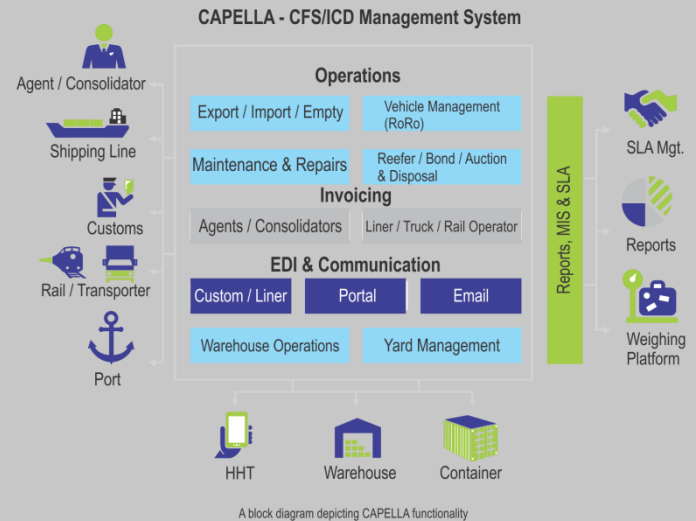 CAPELLA - CFS/ICD Management System
Agent / Consolidator
Shipping Line
Customs
Rail / Transporter
Port
Operations
Export / Import / Empty
Vehicle Management
(RoRo)
Maintenance & Repairs
Reefer / Bond / Auction
& Disposal
Invoicing
Agents / Consolidators
Liner / Truck / Rail Operator
EDI & Communication
Custom / Liner
Portal
Email
Warehouse Operations
Yard Management
Reports, MIS & SLA
SLA Mgt.
Reports
Weighing
Platform
HHT
Warehouse
Container
A block diagram depicting CAPELLA functionality